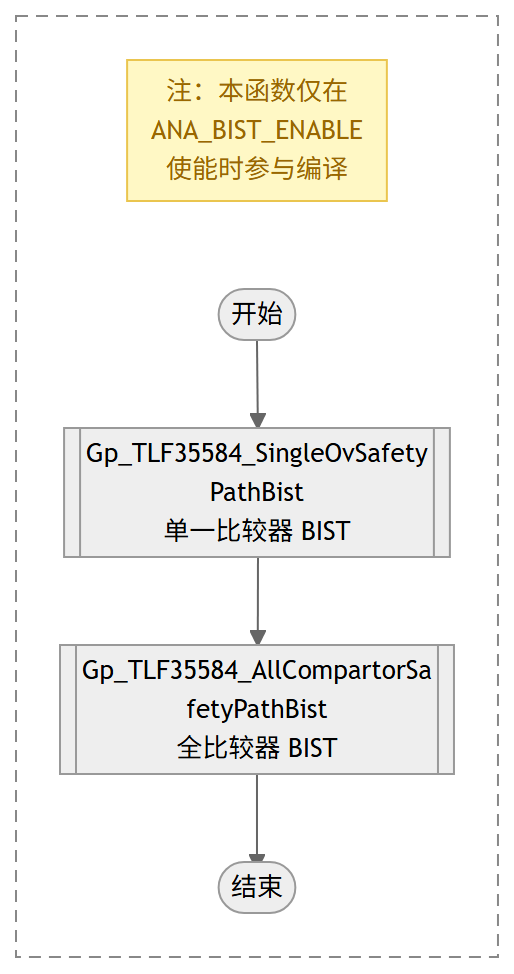 注：本函数仅在
ANA_BIST_ENABLE
使能时参与编译
开始
Gp_TLF35584_SingleOvSafety
PathBist
单一比较器 BIST
Gp_TLF35584_AllCompartorSa
fetyPathBist
全比较器 BIST
结束